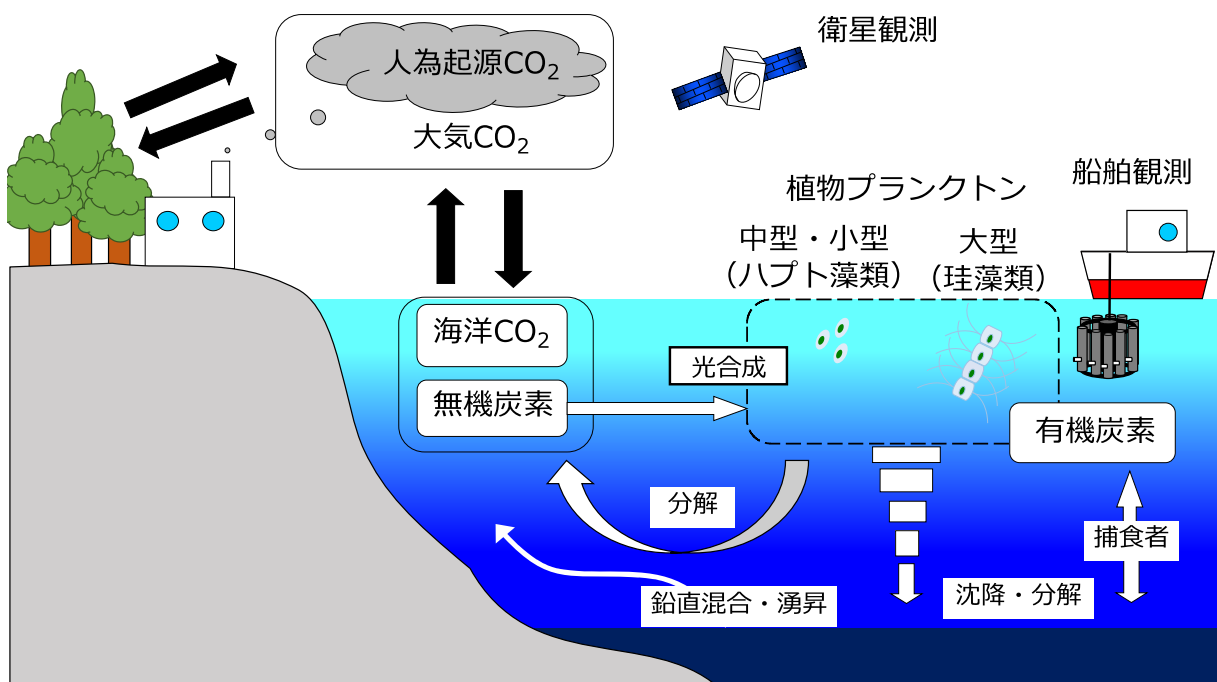 衛星観測
人為起源CO₂
大気CO₂
船舶観測
植物プランクトン
中型・小型
（ハプト藻類）
大型
（珪藻類）
海洋CO₂
光合成
無機炭素
有機炭素
分解
捕食者
鉛直混合・湧昇
沈降・分解